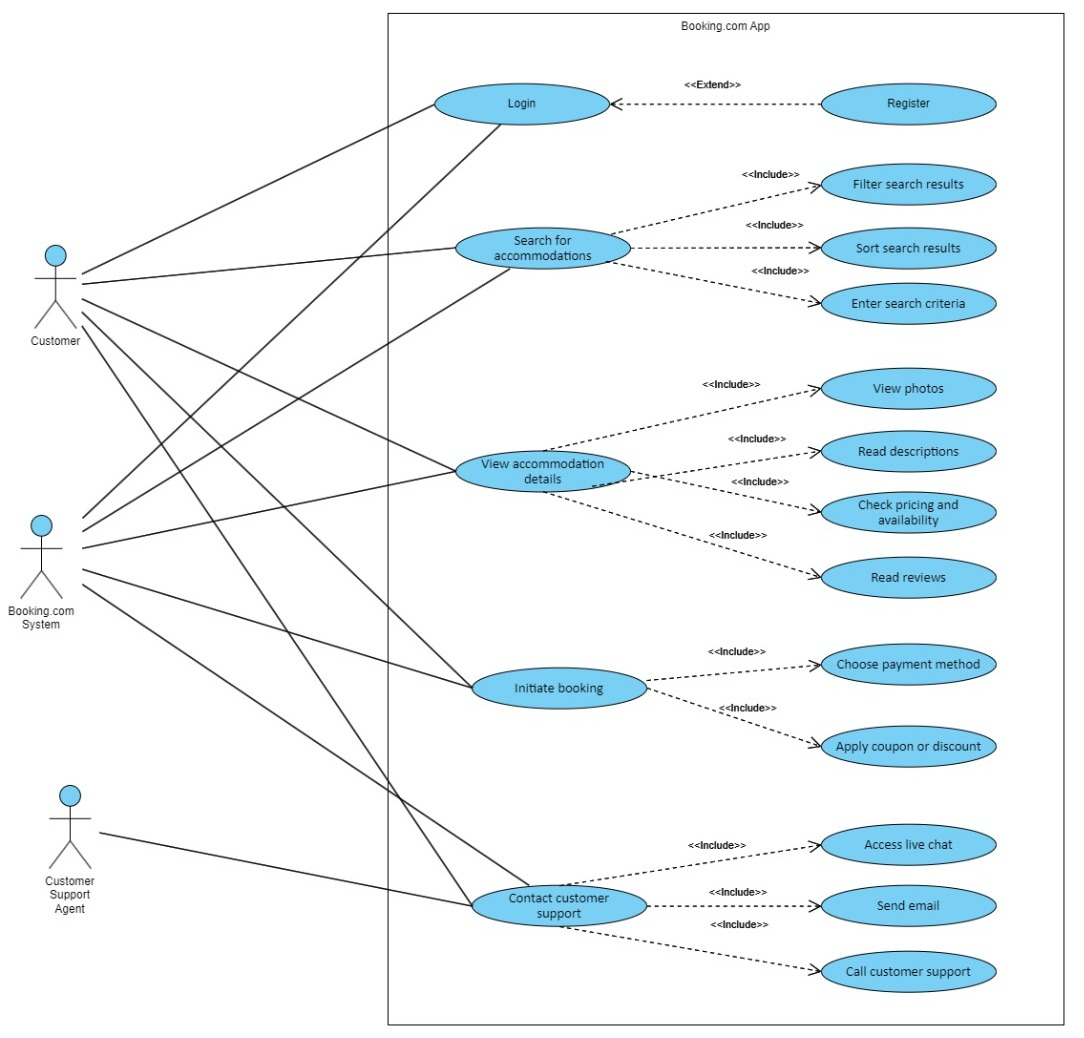 Booking.com App
Login
<<Extend>>
Register
<<Include>>
Filter search results
Search for
accommodations
<<Include>>
Sort search results
<<Include>>
Enter search criteria
Customer
<<Include>>
View photos
<<Include>>
Read descriptions
View accommodation
details
<<Include>>
Check pricing and
availability
<<Include>>
Read reviews
Booking.com
System
<<Include>>
Choose payment method
Initiate booking
<<Include>>
Apply coupon or discount
<<Include>>
Access live chat
Customer
Support
Agent
Contact customer
support
<<Include>>
Send email
<<Include>>
Call customer support